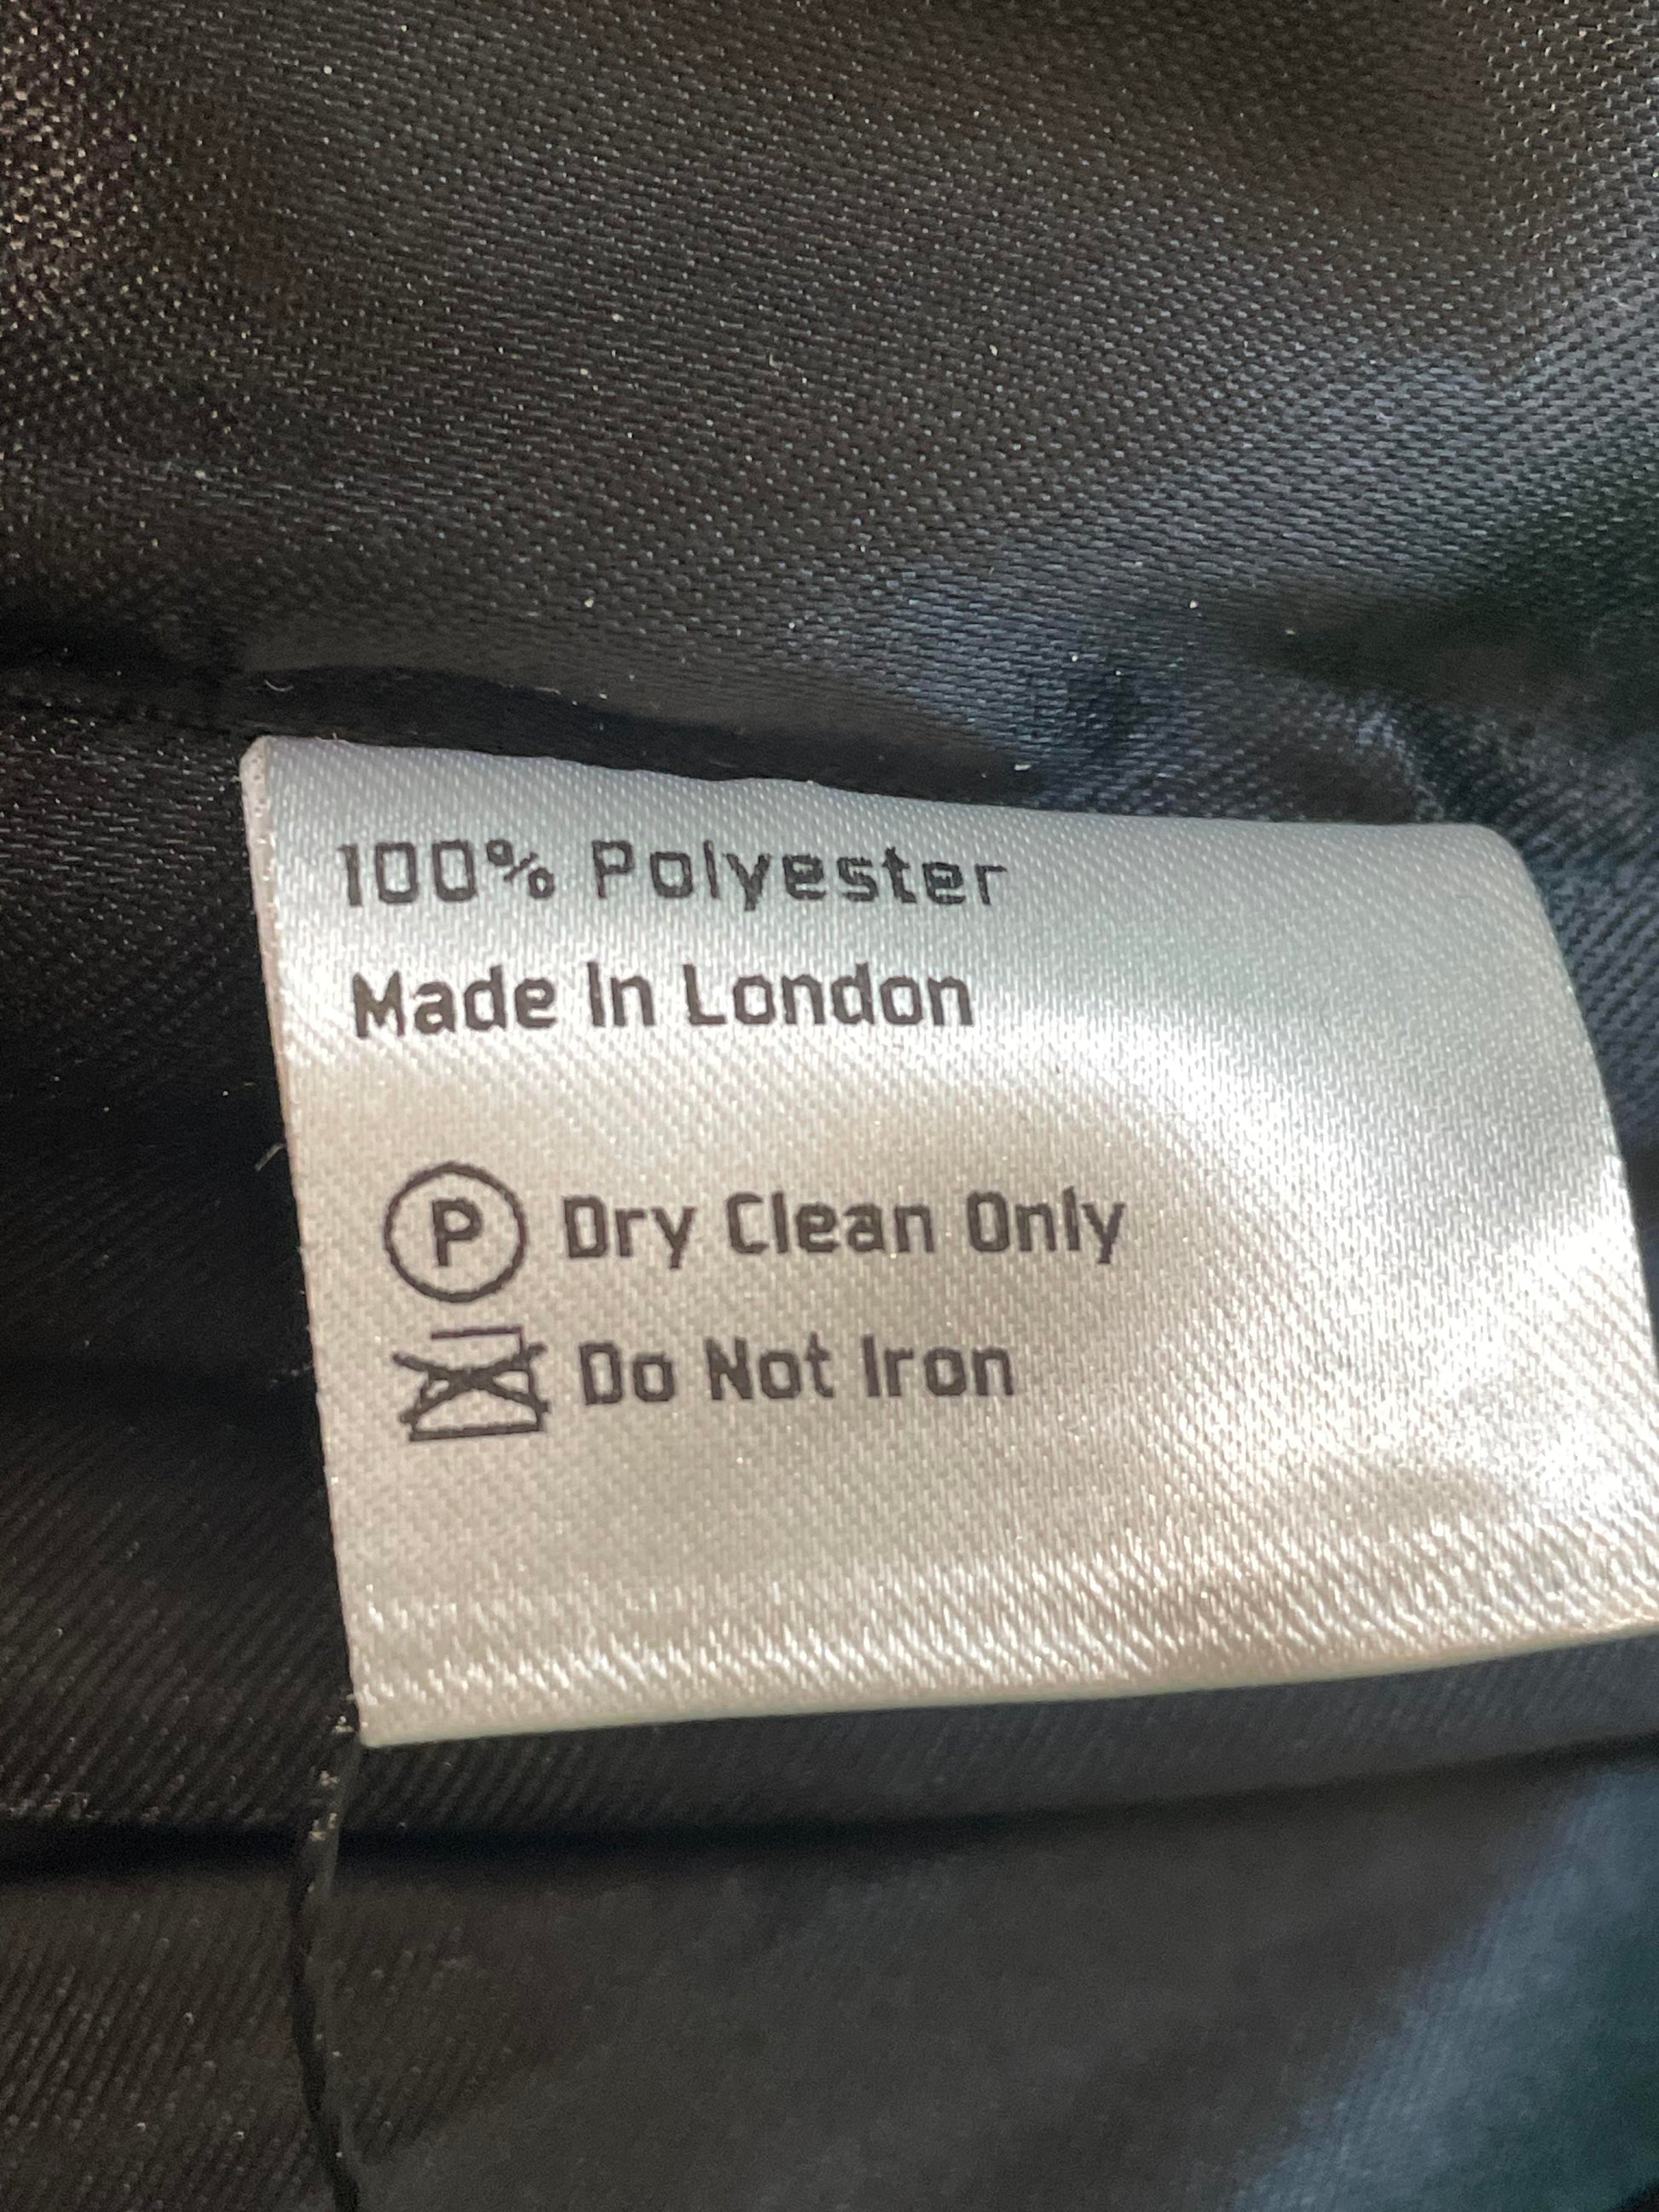 100% Polyester
Made In London
P Dry Clean Only
Do Not Iron